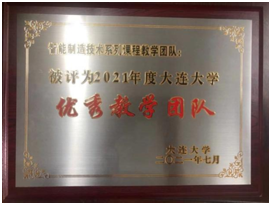 智能制造技术系列课程教学团队：
被评为2021年度大连大学
优秀教学团队
大连大学
二〇二一年七月